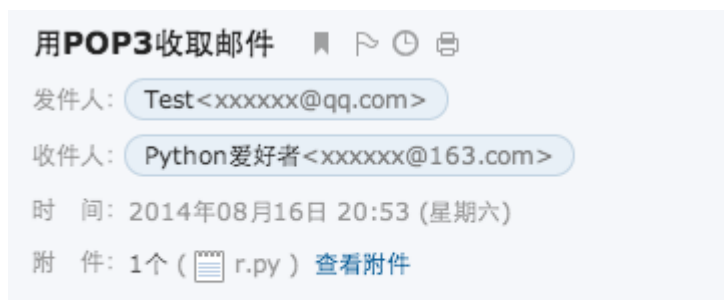 用POP3收取邮件
发件人: Test<xxxxxx@qq.com>
收件人: Python爱好者<xxxxxx@163.com>
时 间: 2014年08月16日 20:53 (星期六)
附 件: 1个 ( r.py ) 查看附件